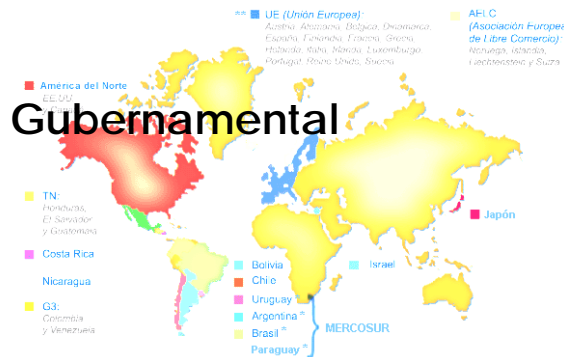 ** UE (Unión Europea):
Austria, Alemania, Bélgica, Dinamarca,
España, Finlandia, Francia, Grecia,
Holanda, Italia, Irlanda, Luxemburgo
Portugal, Reino Unido, Suecia
AELC
(Asociación Europea
de Libre Comercio):
Noruega, Islandia,
Liechtenstein y Suiza
América del Norte
EE.UU.
Gubernamental
TN:
Honduras,
El Salvador
y Guatemala
Costa Rica
Nicaragua
G3:
Colombia
y Venezuela
Bolivia
Chile
Uruguay
Argentina *
Brasil *
Paraguay *
MERCOSUR
Israel
Japón